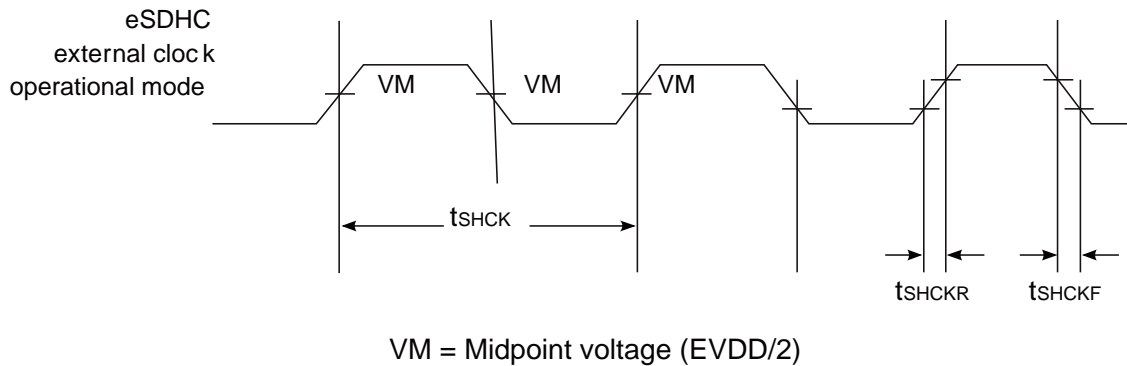 eSDHC
external clock
operational mode
VM VM VM
tSHCK
tSHCKR tSHCKF
VM = Midpoint voltage (EVDD/2)